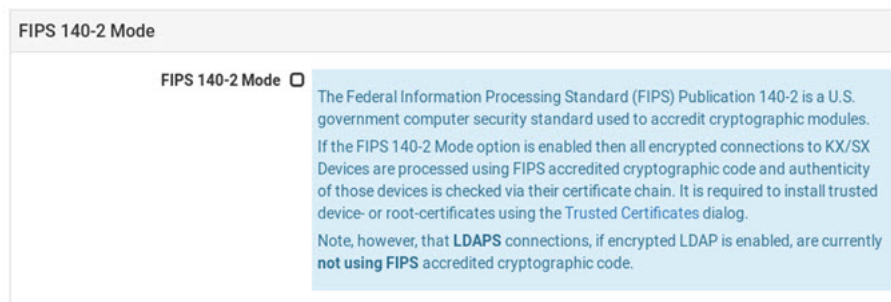 FIPS 140-2 Mode
FIPS 140-2 Mode
The Federal Information Processing Standard (FIPS) Publication 140-2 is a U.S.
government computer security standard used to accredit cryptographic modules.
If the FIPS 140-2 Mode option is enabled then all encrypted connections to KX/SX
Devices are processed using FIPS accredited cryptographic code and authenticity
of those devices is checked via their certificate chain. It is required to install trusted
device- or root-certificates using the Trusted Certificates dialog.
Note, however, that LDAPS connections, if encrypted LDAP is enabled, are currently
not using FIPS accredited cryptographic code.